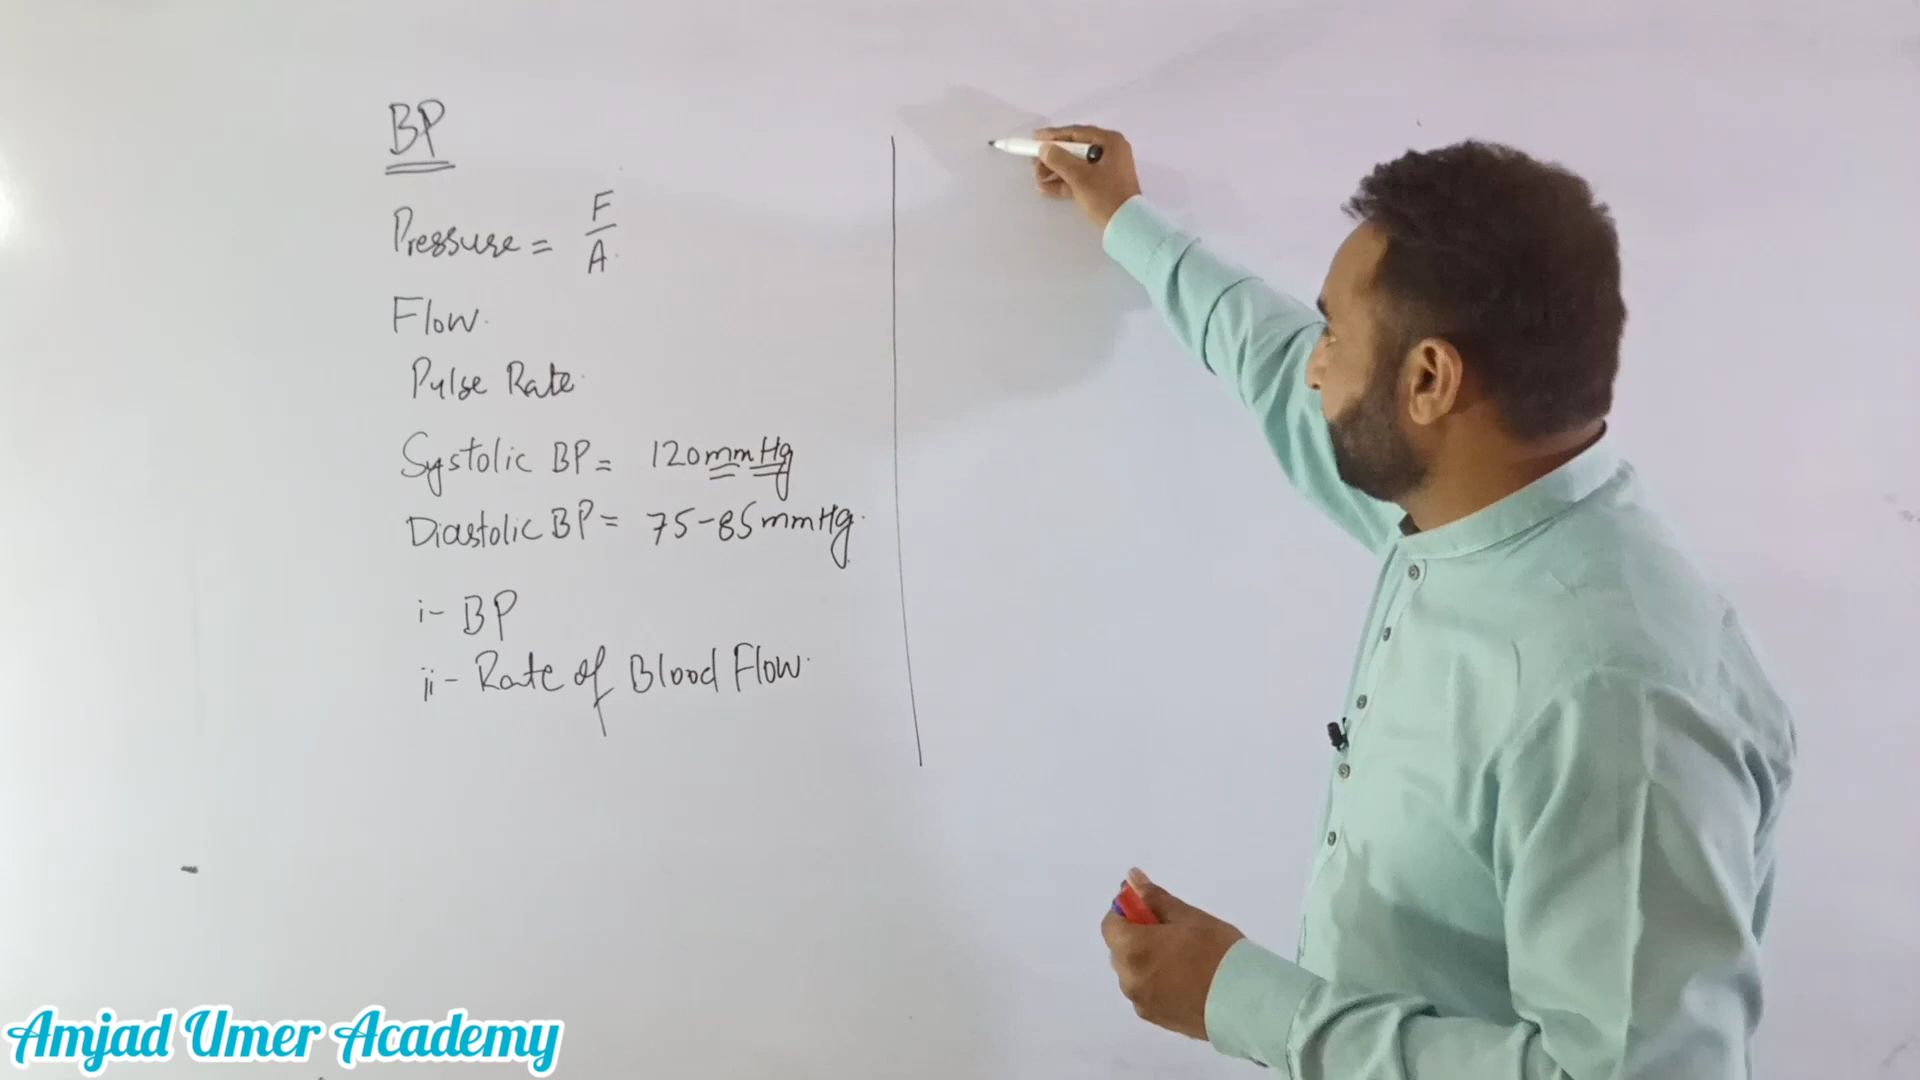 BP
Pressure = F/A.
Flow.
Pulse Rate.
Systolic BP = 120mmHg
Diastolic BP = 75-85mmHg.
i- BP
ii- Rate of Blood Flow.
Amjad Umer Academy